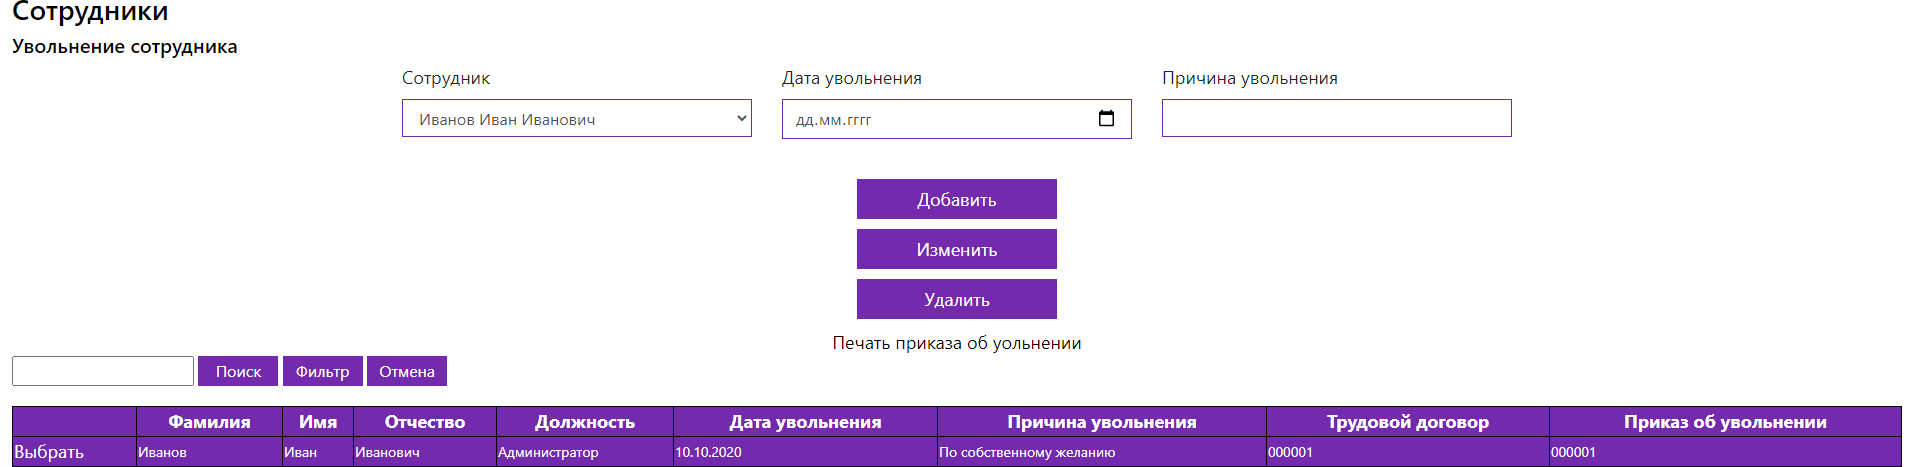 Сотрудники
Увольнение сотрудника
Сотрудник Дата увольнения Причина увольнения
Иванов Иван Иванович дд.мм.гггг
Добавить
Изменить
Удалить
Печать приказа об уольнении
Поиск Фильтр Отмена
Фамилия Имя Отчество Должность Дата увольнения Причина увольнения Трудовой договор Приказ об увольнении
Выбрать Иванов Иван Иванович Администратор 10.10.2020 По собственному желанию 000001 000001